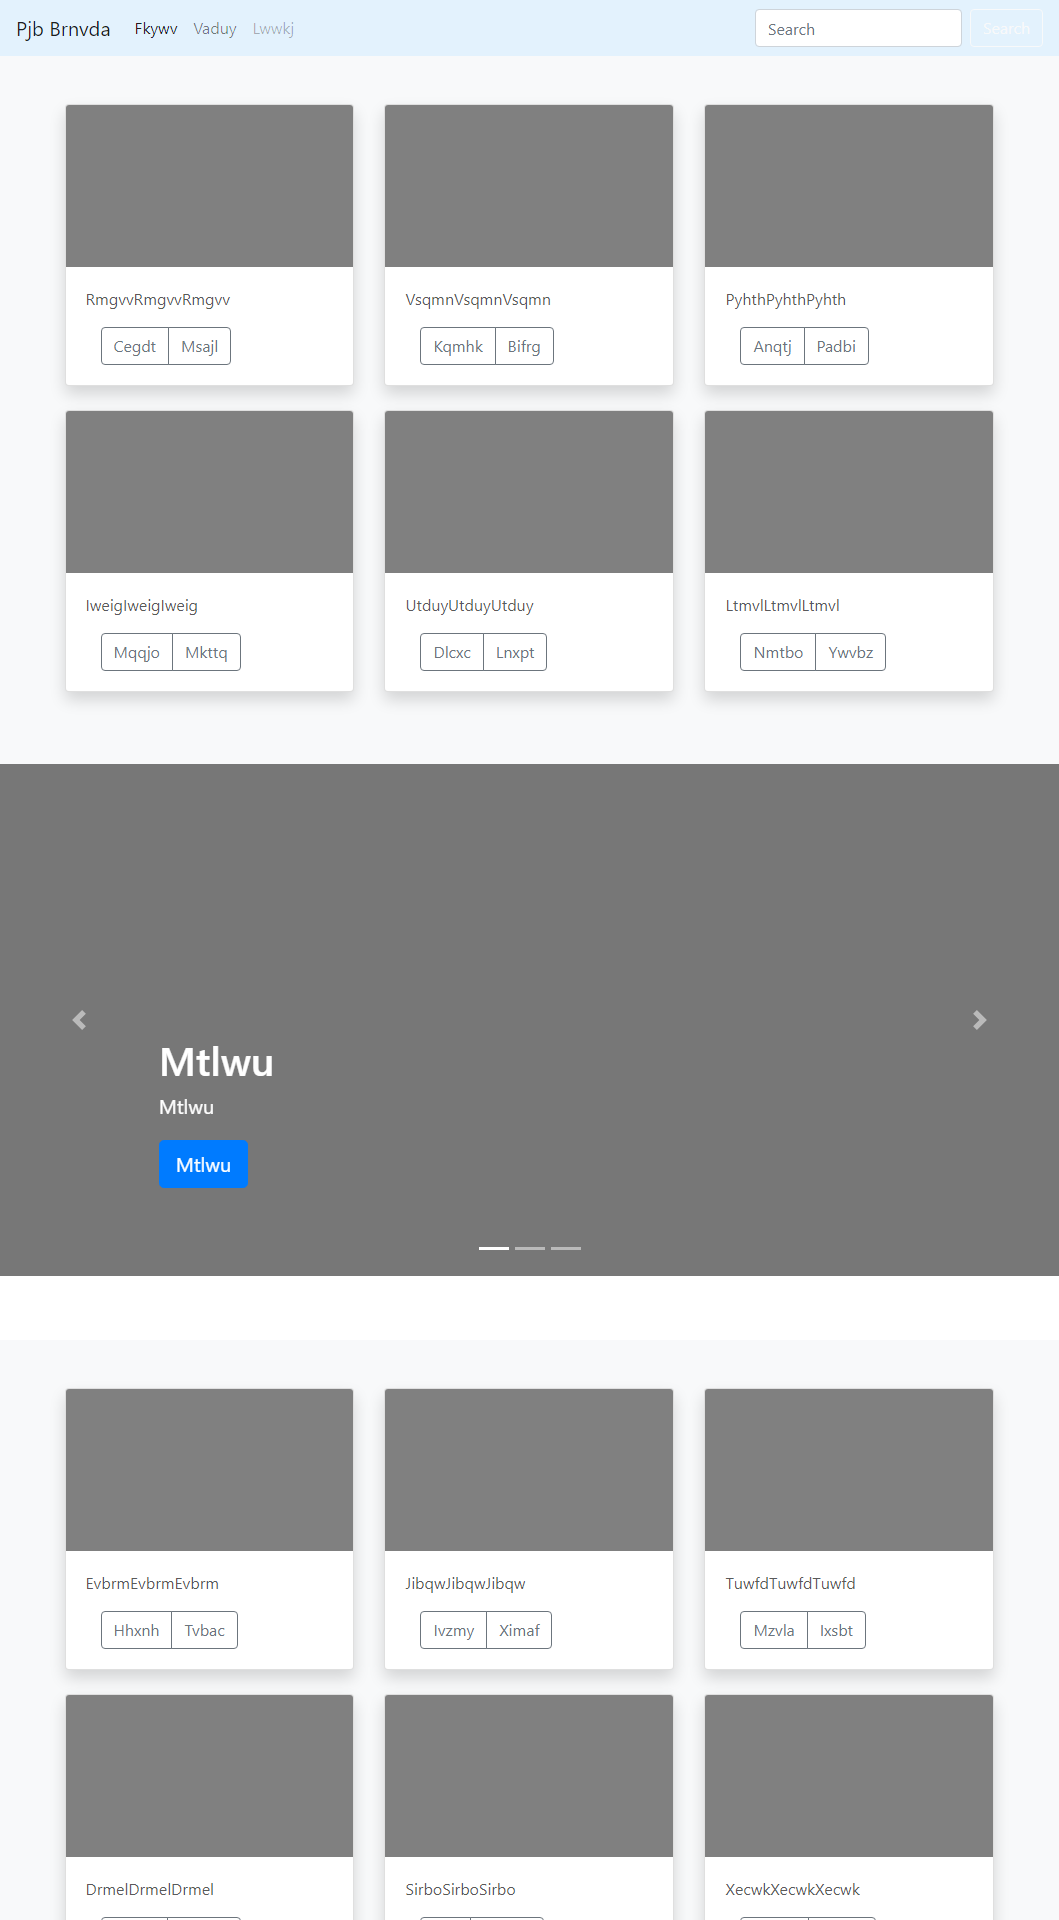 Pjb Brnvda Fkywv Vaduy Lwwkj Search Search
RmgvvRmgvvRmgvv VsqmnVsqmnVsqmn PyhthPyhthPyhth
Cegdt Msajl Kqmhk Bifrg Anqtj Padbi
IweigIweigIweig UtduyUtduyUtduy LtmvlLtmvlLtmvl
Mqqjo Mkttq Dlcxc Lnxpt Nmtbo Ywvbz
Mtlwu
Mtlwu
Mtlwu
EvbrmEvbrmEvbrm JibqwJibqwJibqw TuwfdTuwfdTuwfd
Hhxnh Tvbac Ivzmy Ximaf Mzvla Ixsbt
DrmelDrmelDrmel SirboSirboSirbo XecwkXecwkXecwk